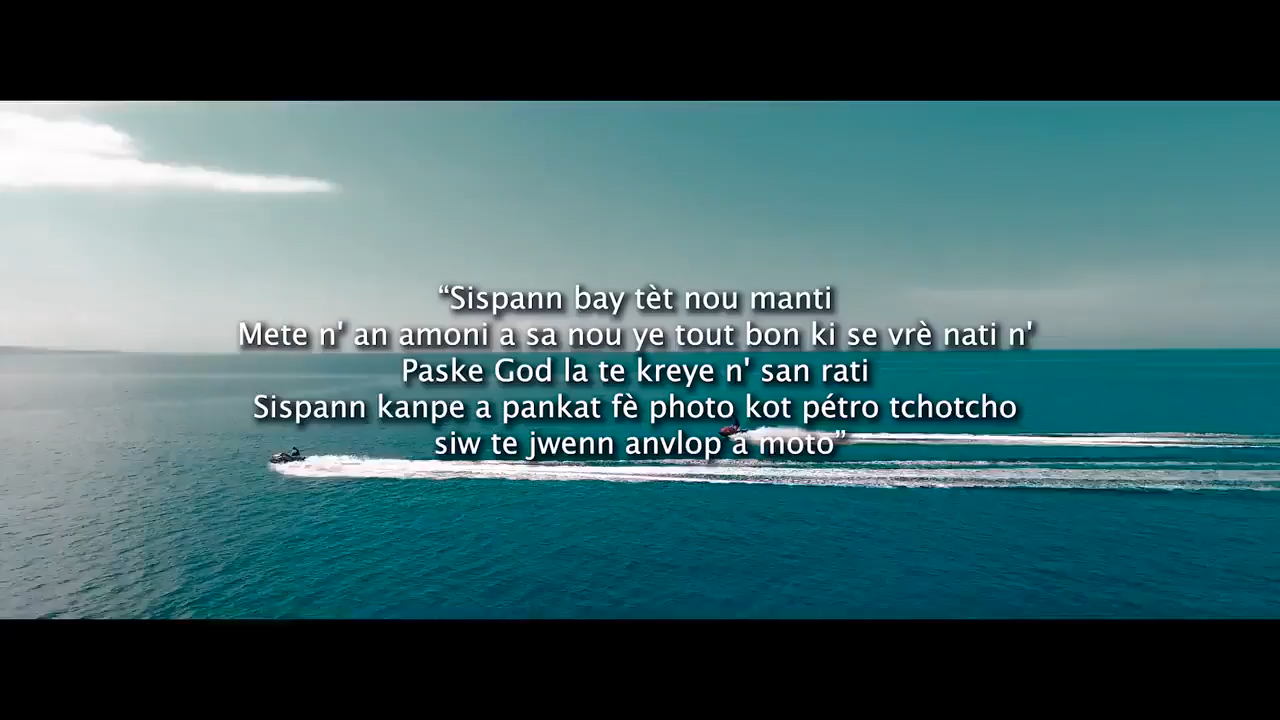 “Sispann bay tèt nou manti
Mete n' an amoni a sa nou ye tout bon ki se vrè nati n'
Paske God la te kreye n' san rati
Sispann kanpe a pankat fè photo kot pétro tchotcho
siw te jwenn anvlop a moto”